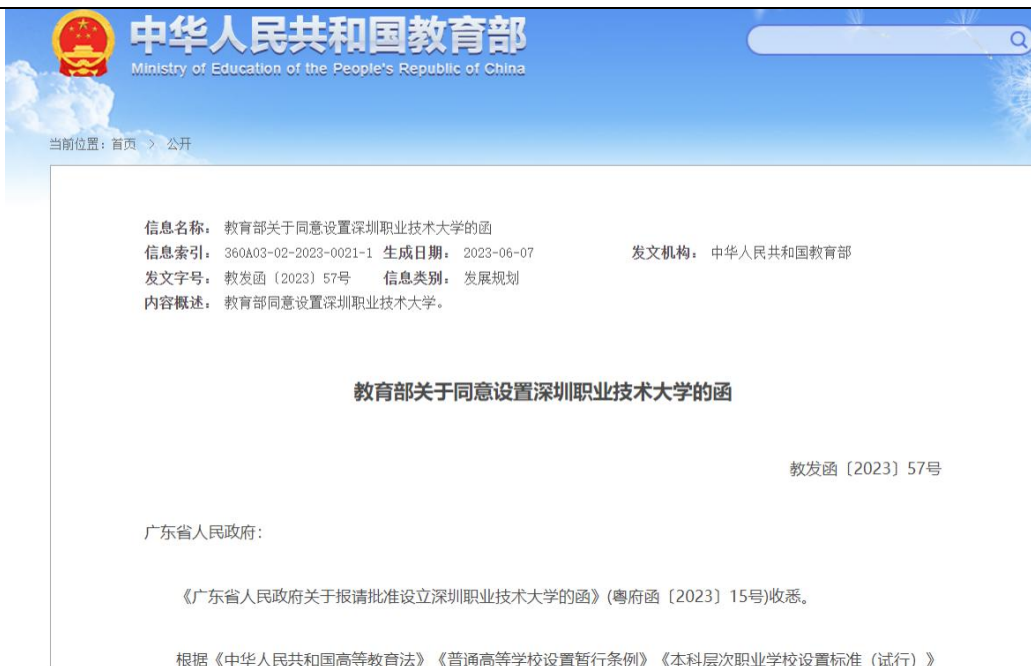 中华人民共和国教育部
Ministry of Education of the People's Republic of China
当前位置：首页 > 公开
信息名称： 教育部关于同意设置深圳职业技术大学的函
信息索引： 360A03-02-2023-0021-1 生成日期： 2023-06-07 发文机构： 中华人民共和国教育部
发文字号： 教发函〔2023〕57号 信息类别： 发展规划
内容概述： 教育部同意设置深圳职业技术大学。
教育部关于同意设置深圳职业技术大学的函
教发函〔2023〕57号
广东省人民政府：
《广东省人民政府关于报请批准设立深圳职业技术大学的函》(粤府函〔2023〕15号)收悉。
根据《中华人民共和国高等教育法》《普通高等学校设置暂行条例》《本科层次职业学校设置标准（试行）》